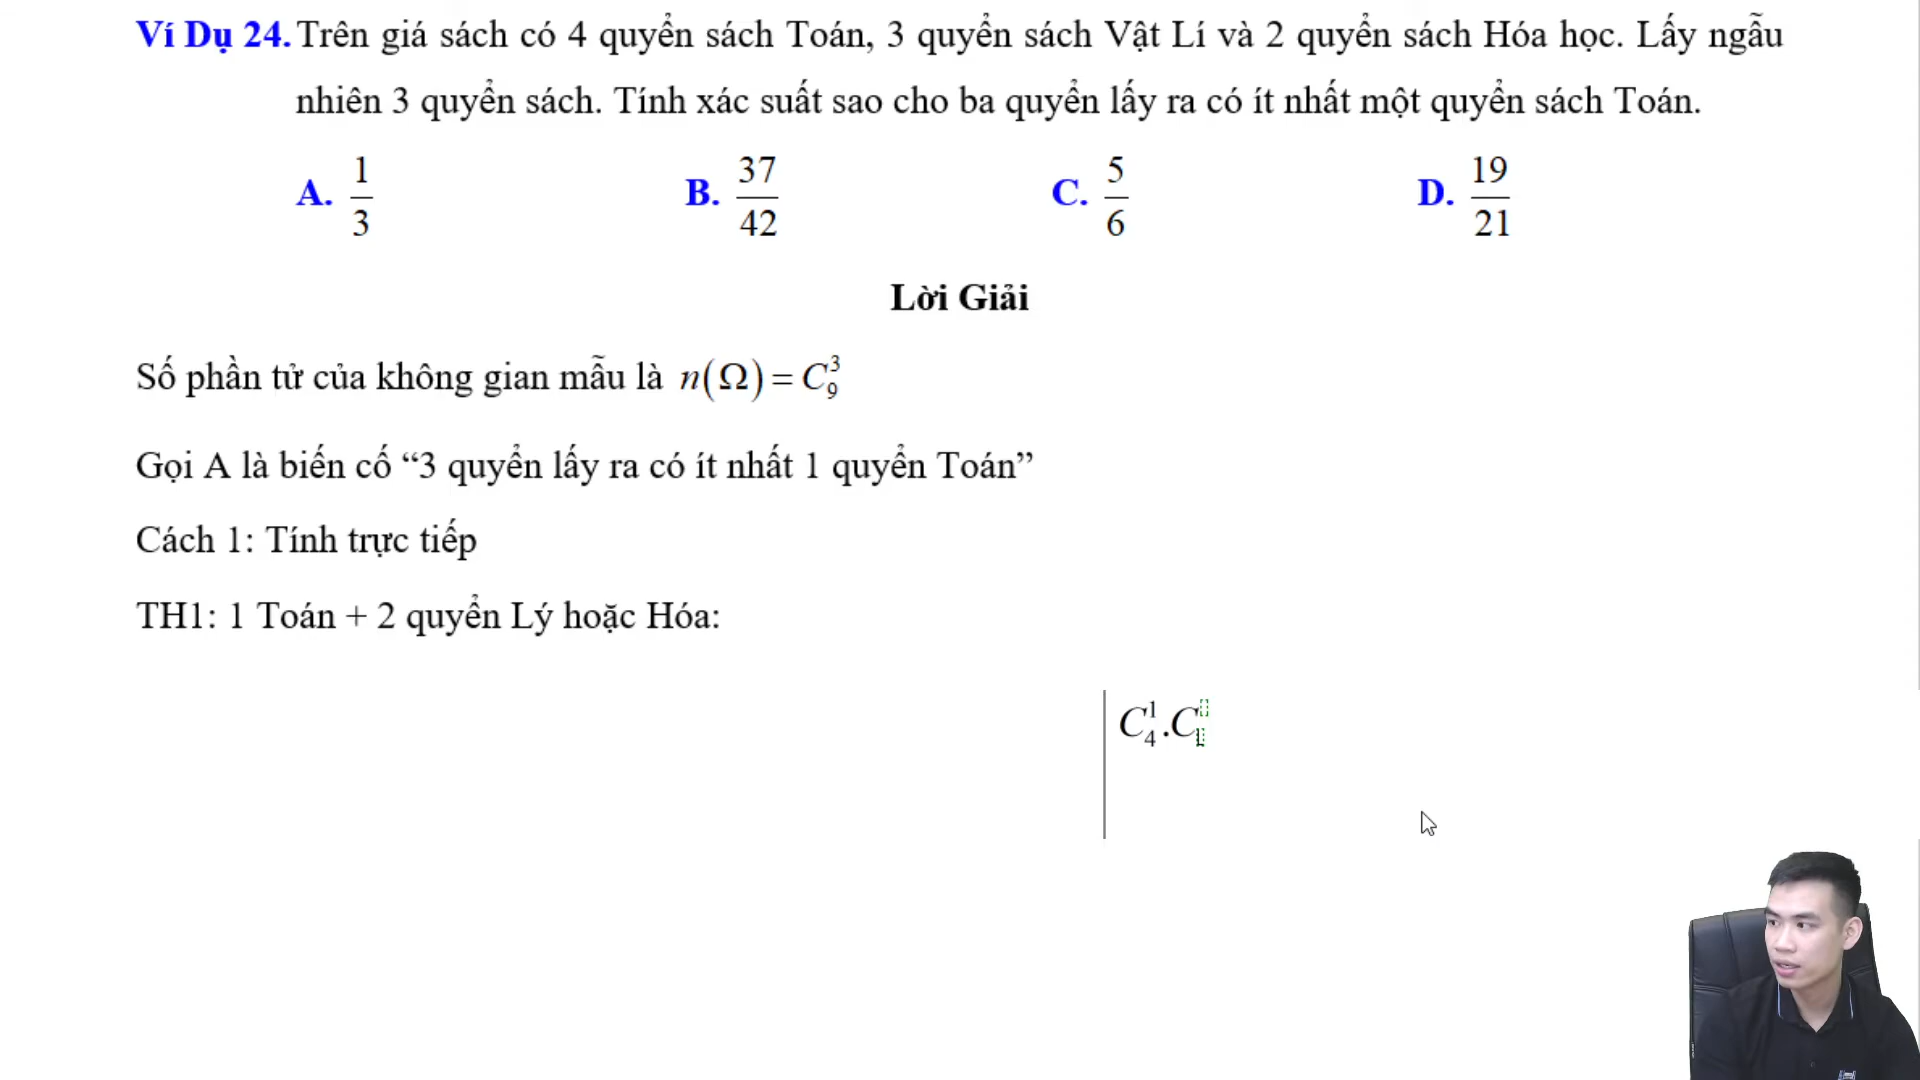 Ví Dụ 24. Trên giá sách có 4 quyển sách Toán, 3 quyển sách Vật Lí và 2 quyển sách Hóa học. Lấy ngẫu
nhiên 3 quyển sách. Tính xác suất sao cho ba quyển lấy ra có ít nhất một quyển sách Toán.
A. 1/3 B. 37/42 C. 5/6 D. 19/21
Lời Giải
Số phần tử của không gian mẫu là n(Ω) = C_9^3
Gọi A là biến cố “3 quyển lấy ra có ít nhất 1 quyển Toán”
Cách 1: Tính trực tiếp
TH1: 1 Toán + 2 quyển Lý hoặc Hóa:
C_4^1.C